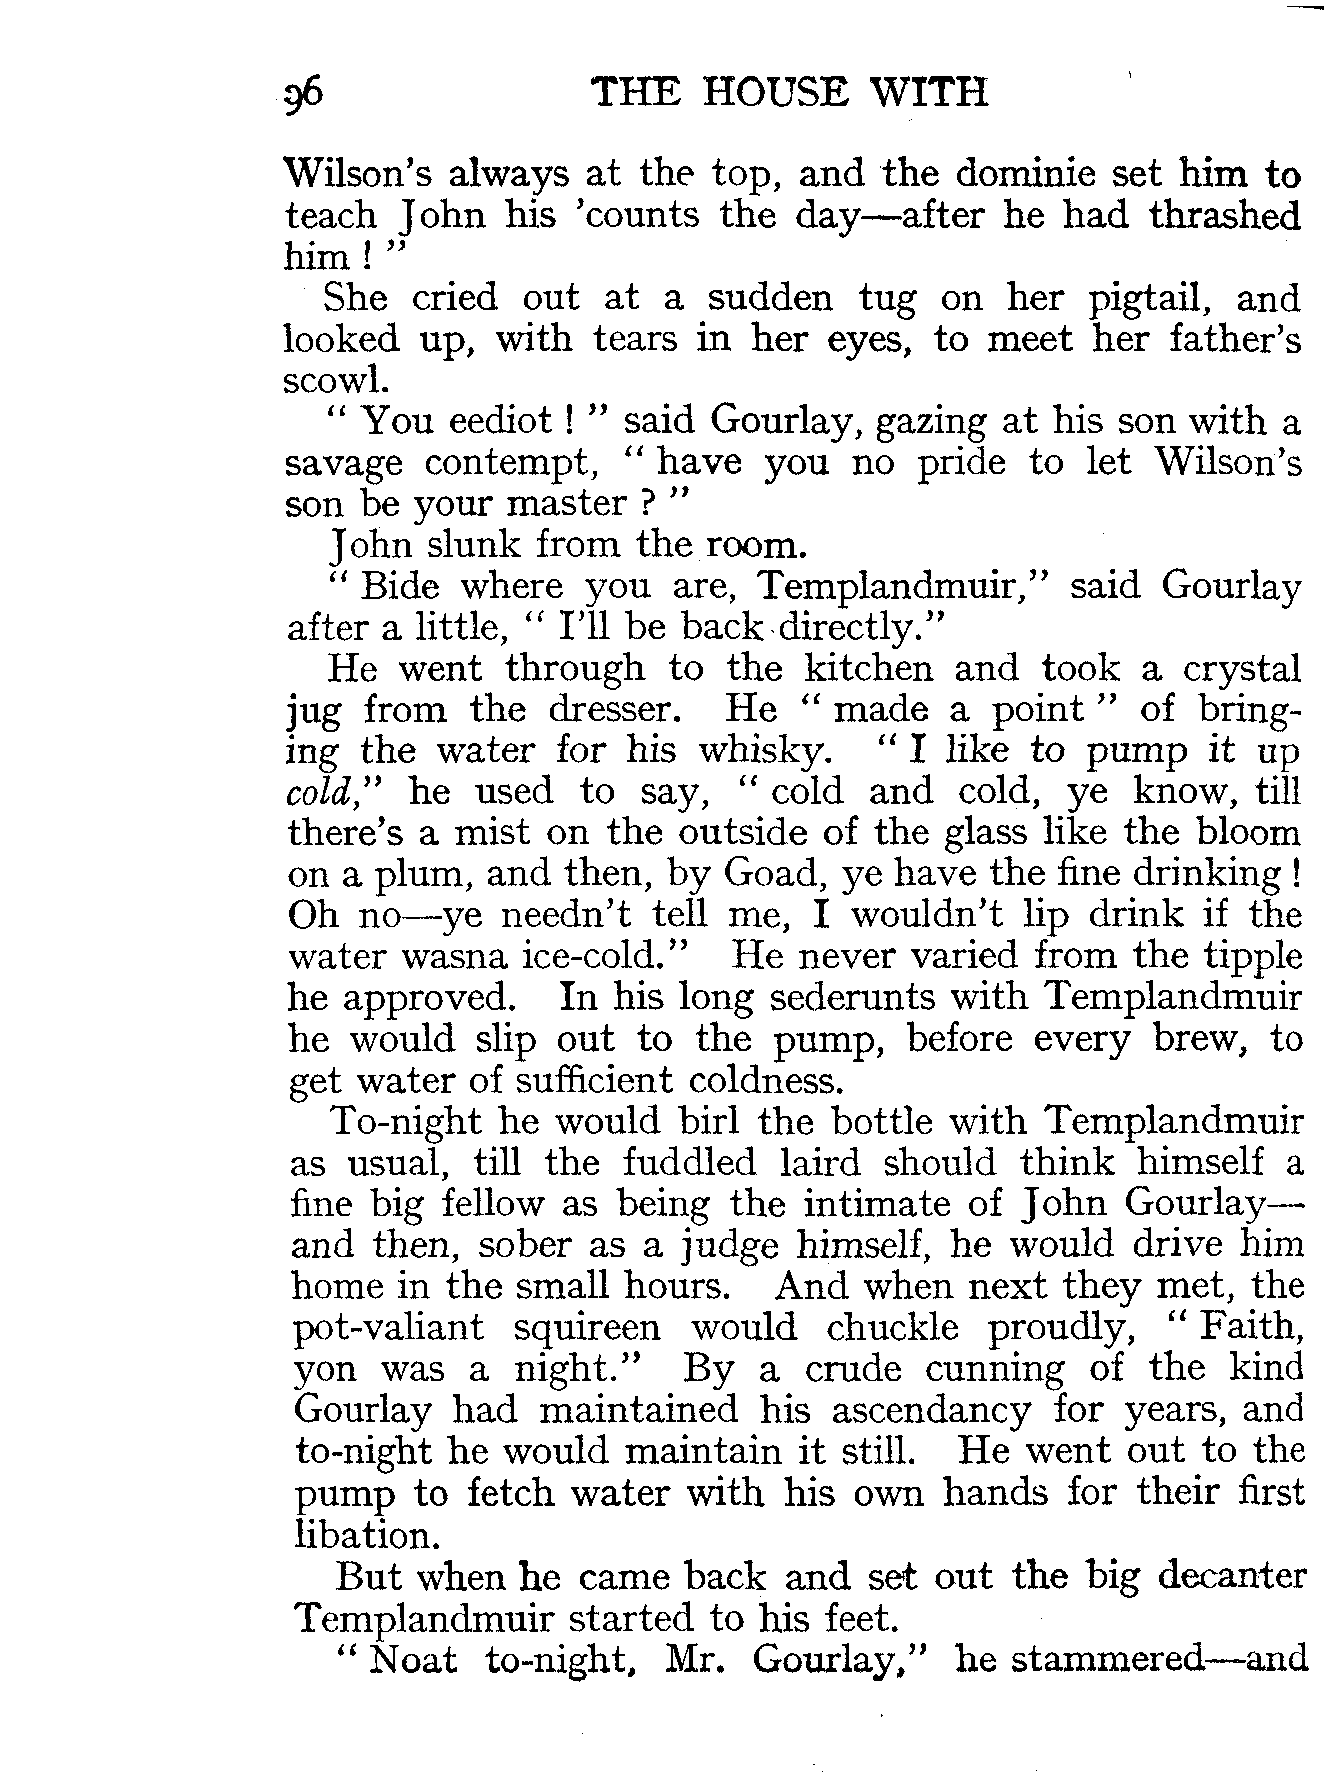 96 THE HOUSE WITH
Wilson's always at the top, and the dominie set him to
teach John his 'counts the day—after he had thrashed
him ! "
She cried out at a sudden tug on her pigtail, and
looked up, with tears in her eyes, to meet her father's
scowl.
" You eediot ! " said Gourlay, gazing at his son with a
savage contempt, " have you no pride to let Wilson's
son be your master ? "
John slunk from the room.
" Bide where you are, Templandmuir," said Gourlay
after a little, " I'll be back directly."
He went through to the kitchen and took a crystal
jug from the dresser. He " made a point " of bring-
ing the water for his whisky. " I like to pump it up
cold," he used to say, " cold and cold, ye know, till
there's a mist on the outside of the glass like the bloom
on a plum, and then, by Goad, ye have the fine drinking !
Oh no—ye needn't tell me, I wouldn't lip drink if the
water wasna ice-cold." He never varied from the tipple
he approved. In his long sederunts with Templandmuir
he would slip out to the pump, before every brew, to
get water of sufficient coldness.
To-night he would birl the bottle with Templandmuir
as usual, till the fuddled laird should think himself a
fine big fellow as being the intimate of John Gourlay—
and then, sober as a judge himself, he would drive him
home in the small hours. And when next they met, the
pot-valiant squireen would chuckle proudly, " Faith,
yon was a night." By a crude cunning of the kind
Gourlay had maintained his ascendancy for years, and
to-night he would maintain it still. He went out to the
pump to fetch water with his own hands for their first
libation.
But when he came back and set out the big decanter
Templandmuir started to his feet.
" Noat to-night, Mr. Gourlay," he stammered—and